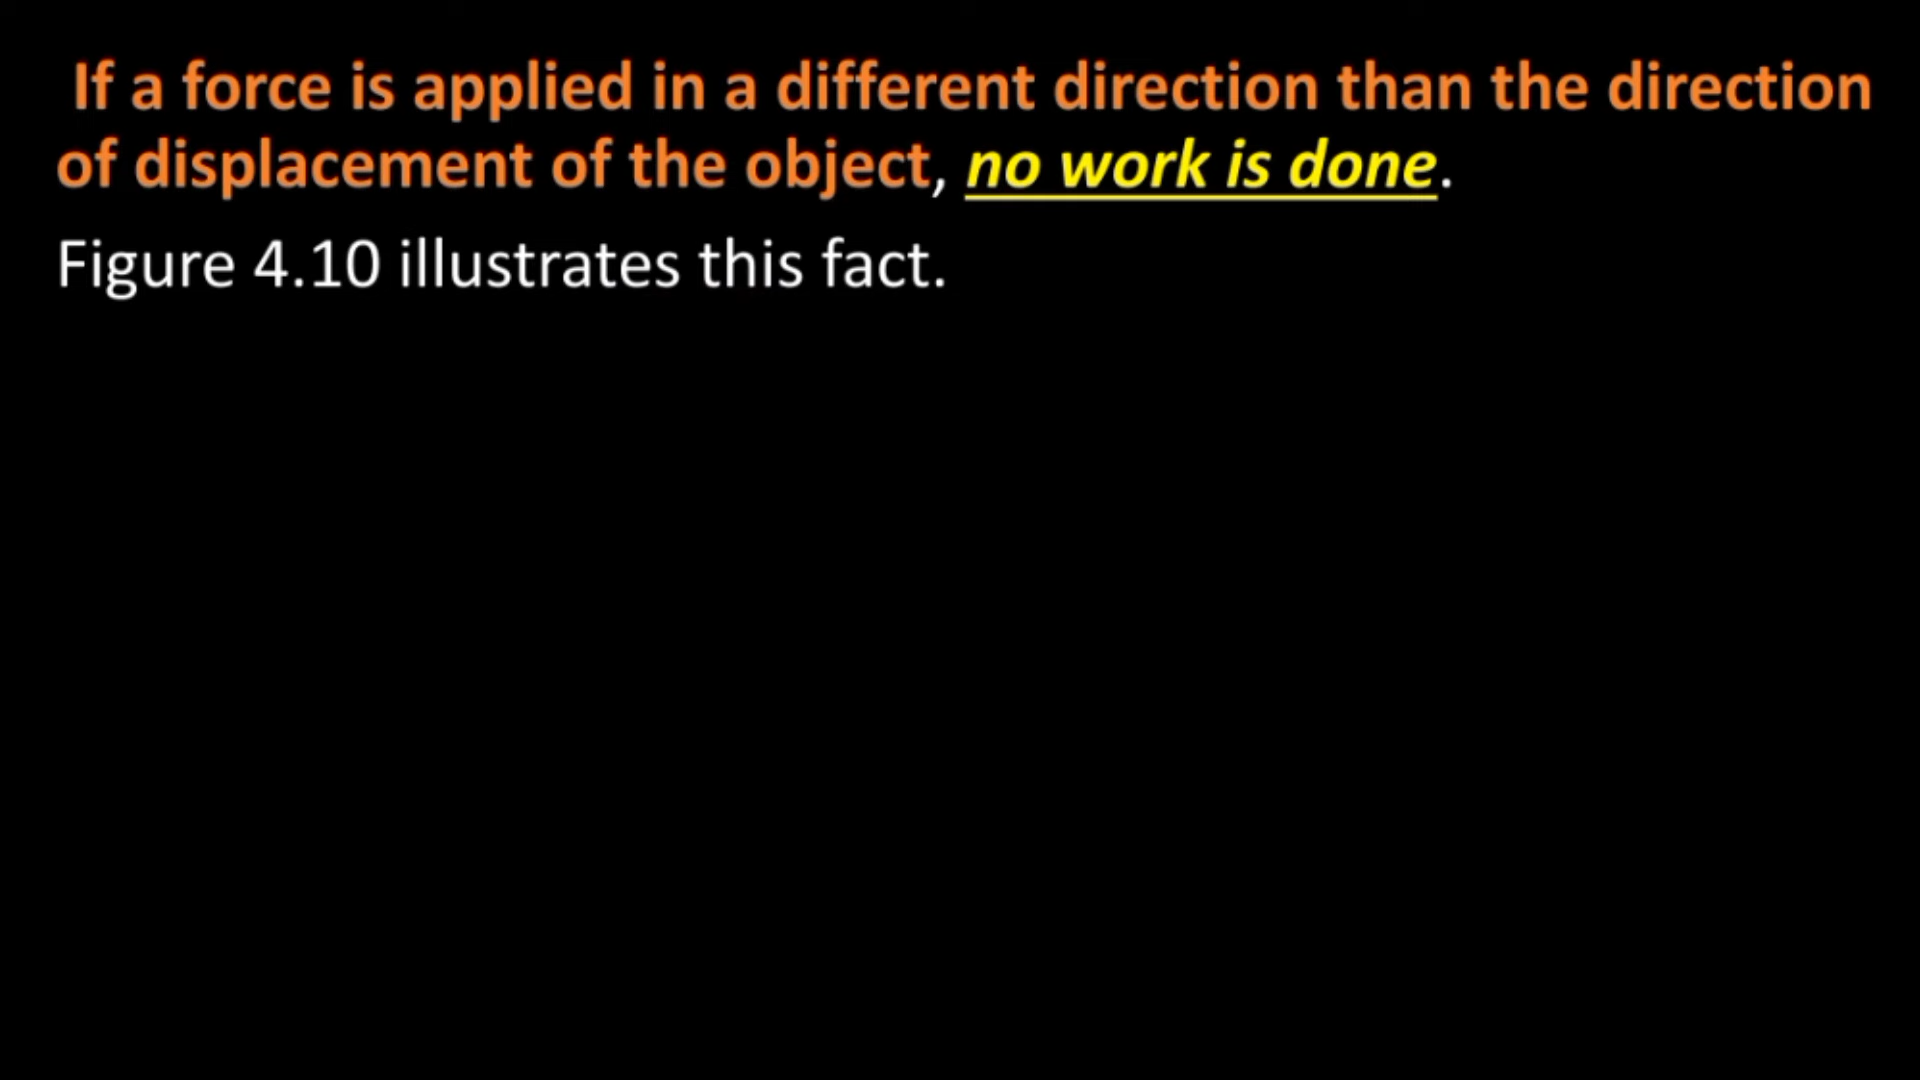 If a force is applied in a different direction than the direction
of displacement of the object, no work is done.
Figure 4.10 illustrates this fact.